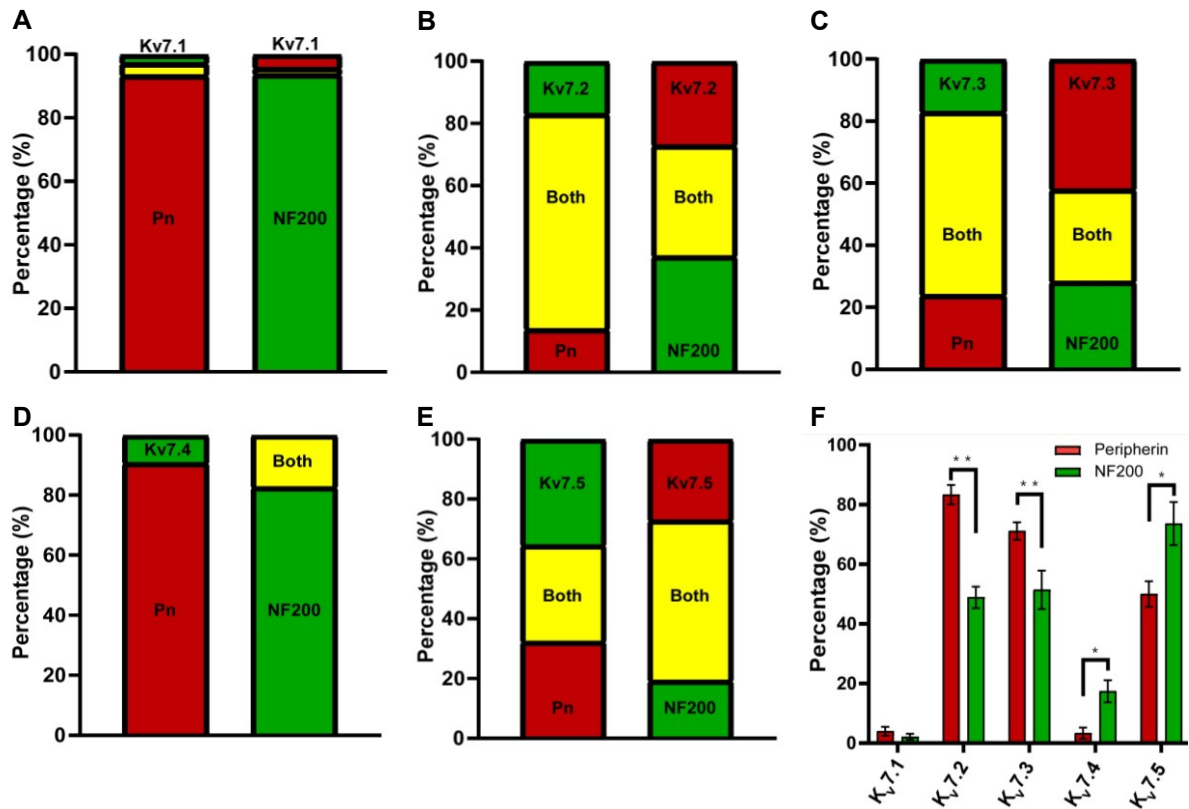 A
Percentage (%)
100
80
60
40
20
0
Kv7.1
Kv7.1
Pn
NF200
B
Percentage (%)
100
80
60
40
20
0
Kv7.2
Kv7.2
Both
Both
Pn
NF200
C
Percentage (%)
100
80
60
40
20
0
Kv7.3
Kv7.3
Both
Both
Pn
NF200
D
Percentage (%)
100
80
60
40
20
0
Kv7.4
Both
Pn
NF200
E
Percentage (%)
100
80
60
40
20
0
Kv7.5
Kv7.5
Both
Both
Pn
NF200
F
Percentage (%)
100
80
60
40
20
0
Peripherin
NF200
* *
* *
*
*
Kv7.1
Kv7.2
Kv7.3
Kv7.4
Kv7.5